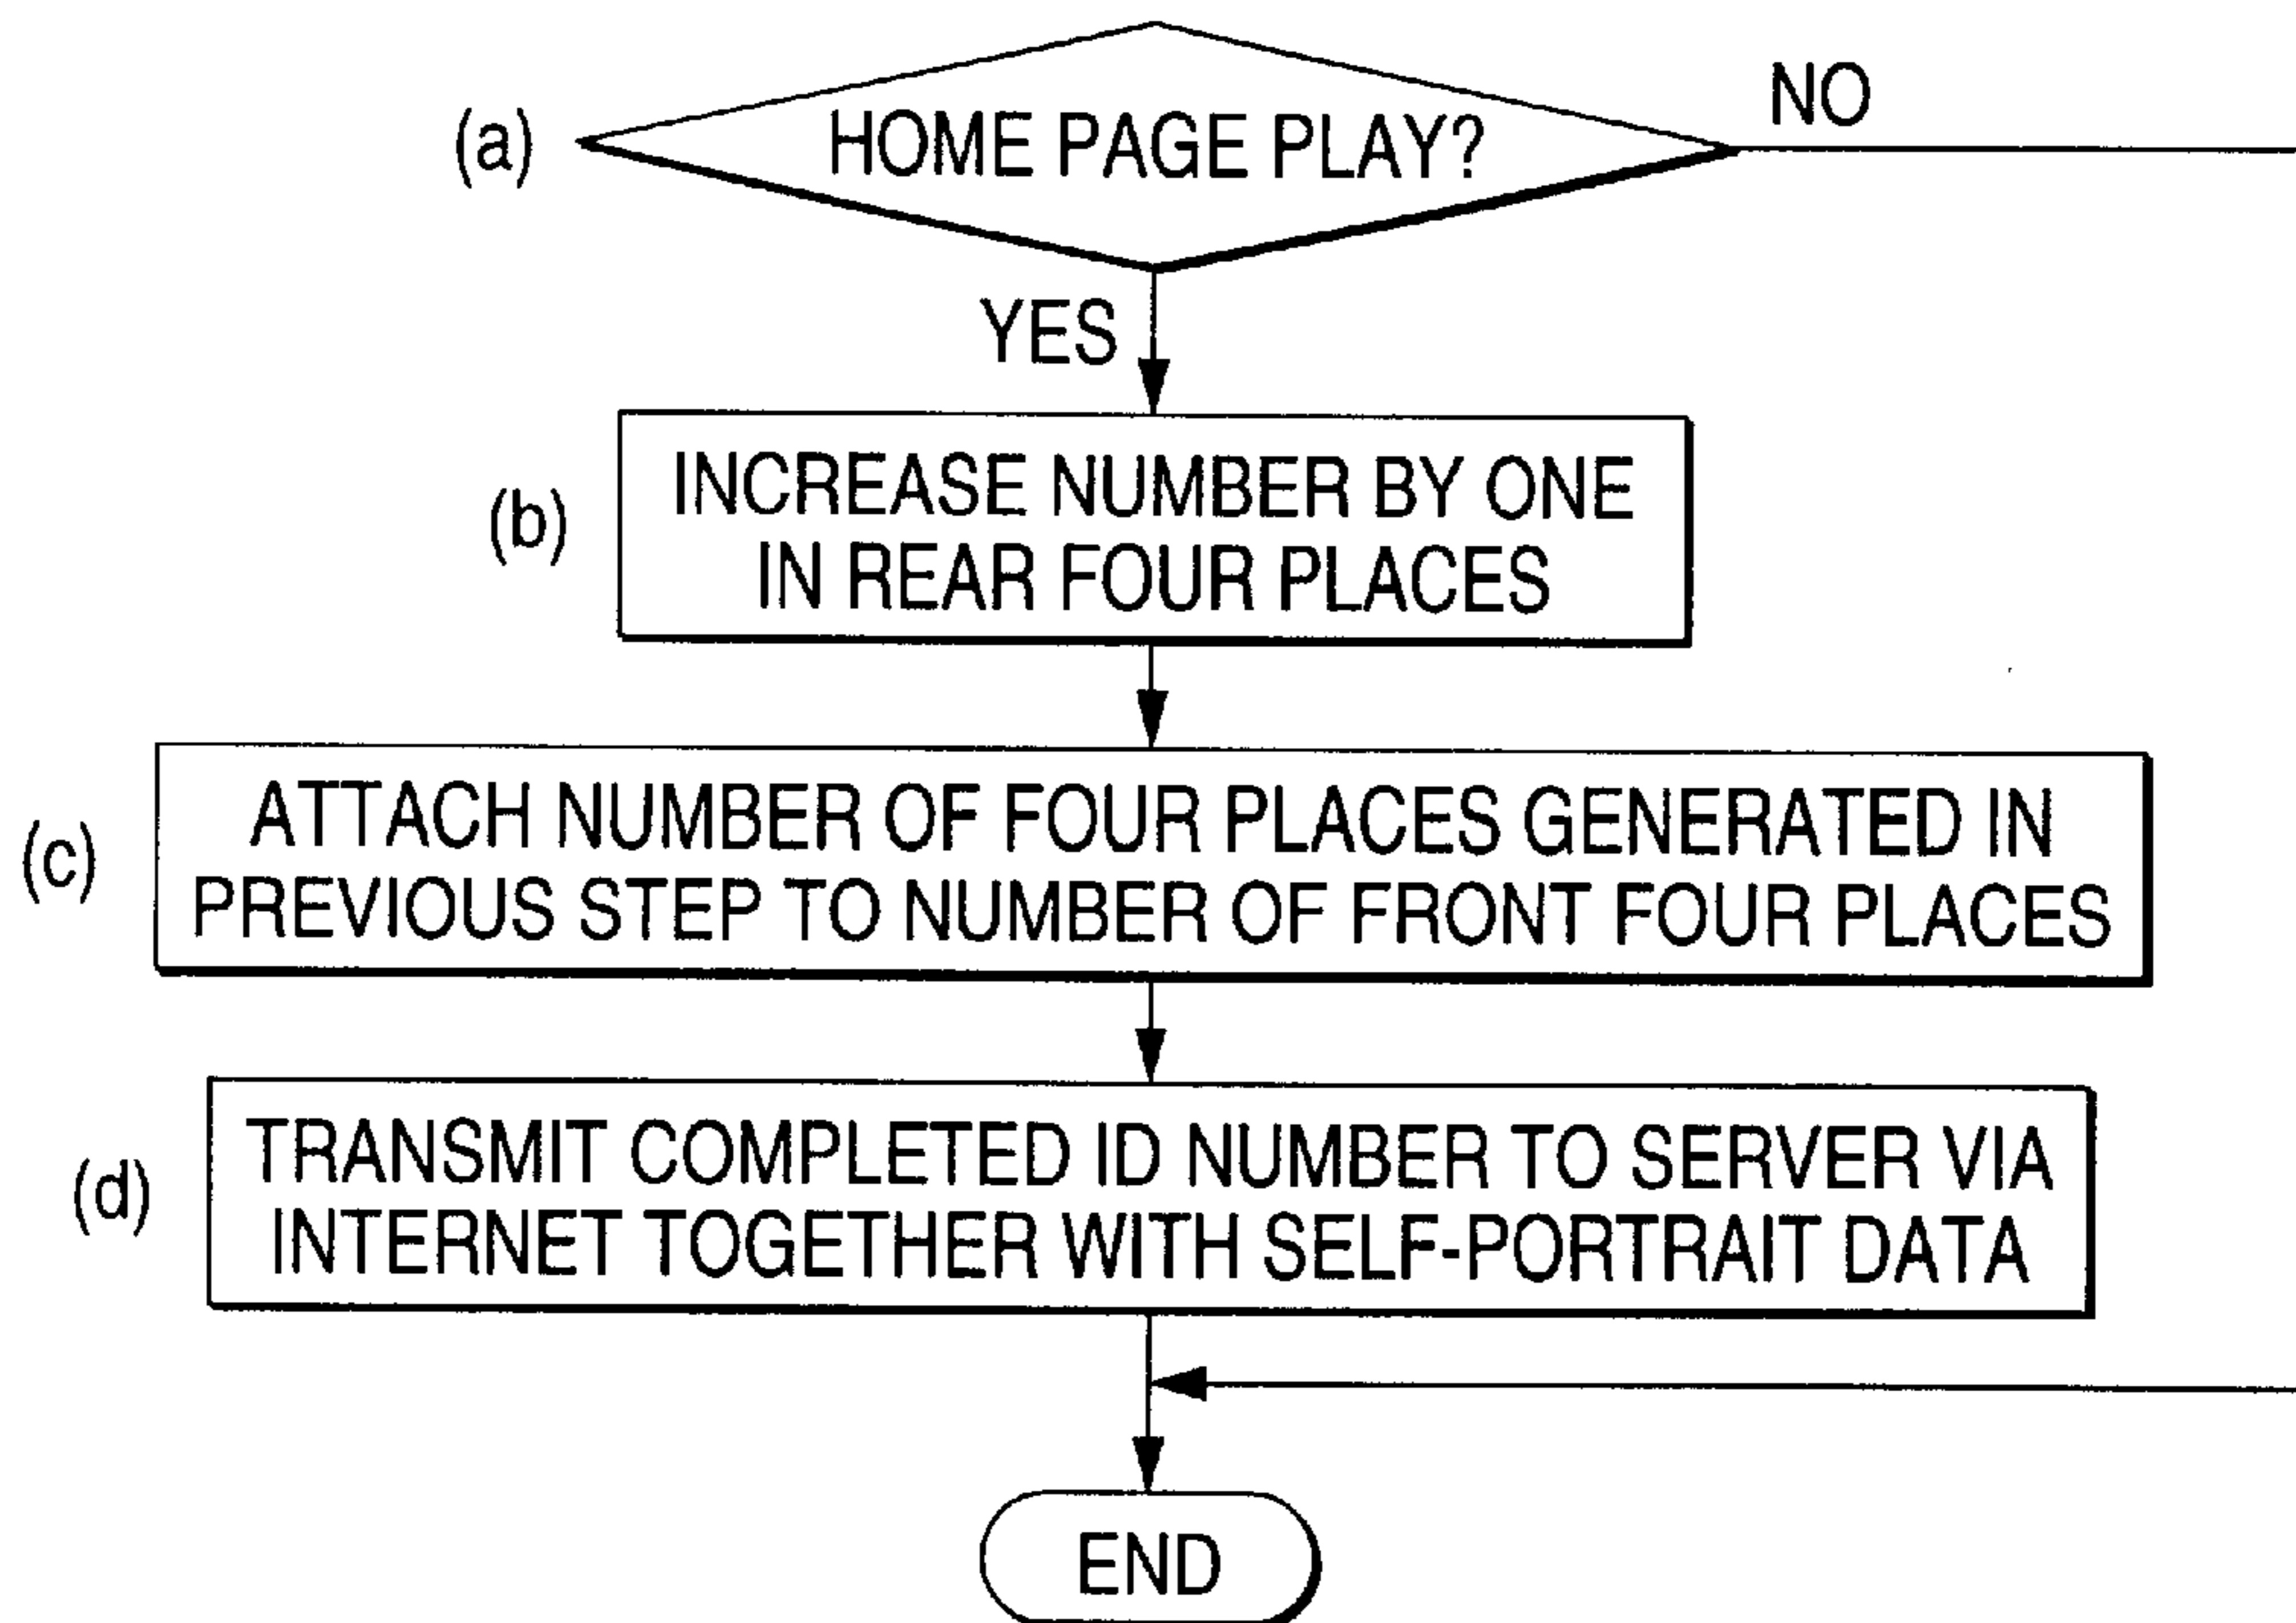 (a)
HOME PAGE PLAY?
NO
YES
(b)
INCREASE NUMBER BY ONE
IN REAR FOUR PLACES
(c)
ATTACH NUMBER OF FOUR PLACES GENERATED IN
PREVIOUS STEP TO NUMBER OF FRONT FOUR PLACES
(d)
TRANSMIT COMPLETED ID NUMBER TO SERVER VIA
INTERNET TOGETHER WITH SELF-PORTRAIT DATA
END